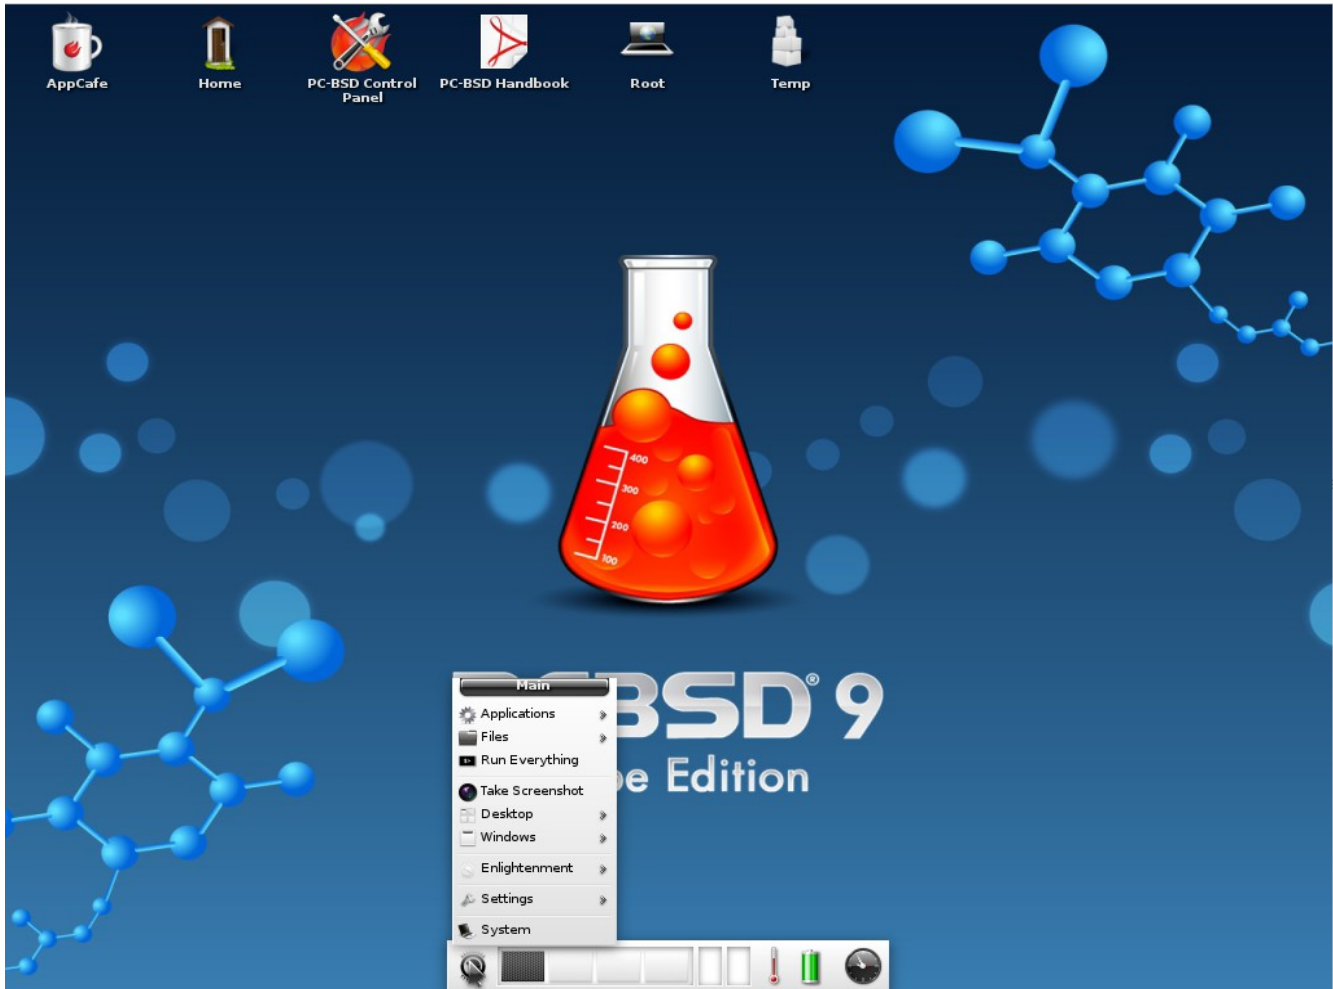 AppCafe
Home
PC-BSD Control
Panel
PC-BSD Handbook
Root
Temp
400
300
200
100
BSD® 9
Edition
Main
Applications
Files
Run Everything
Take Screenshot
Desktop
Windows
Enlightenment
Settings
System